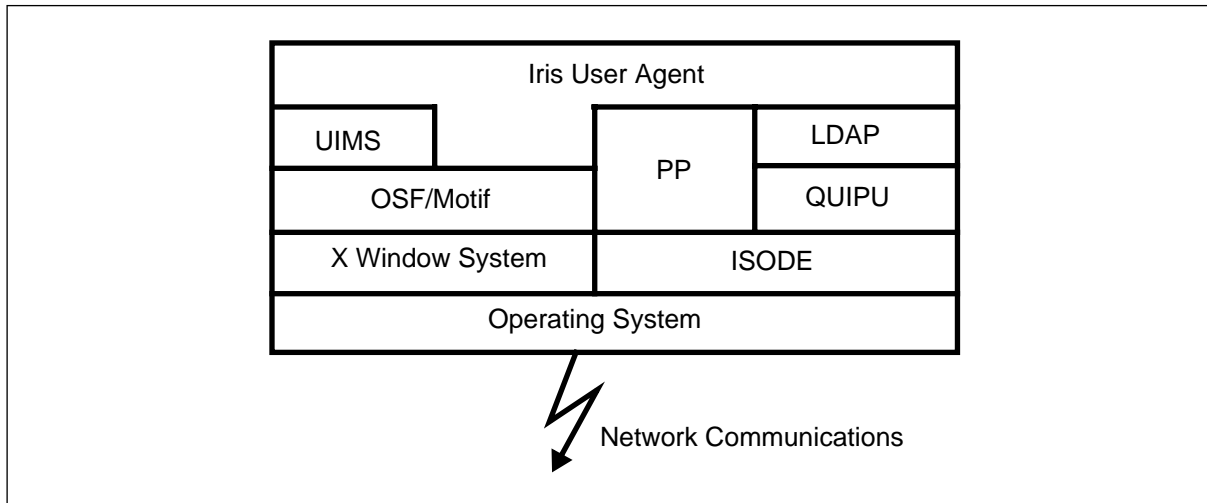 Iris User Agent
UIMS
PP
LDAP
OSF/Motif
QUIPU
X Window System
ISODE
Operating System
Network Communications